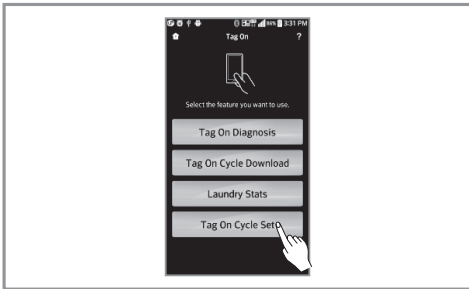 86% 3:31 PM
Tag On ?
Select the feature you want to use.
Tag On Diagnosis
Tag On Cycle Download
Laundry Stats
Tag On Cycle Set